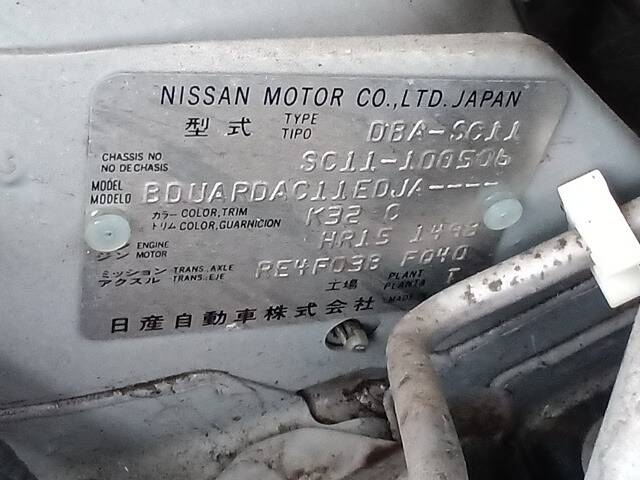 NISSAN MOTOR CO.,LTD. JAPAN
型式 TYPE TIPO DBA-SC11
CHASSIS NO. NO DE CHASIS SC11-100506
MODEL MODELO BDUARDAC11EDJA----
カラー COLOR,TRIM トリム COLOR,GUARNICION K32 C
ジン ENGINE MOTOR HR15 1498
ミッション TRANS.,AXLE アクスル TRANS.,EJE RE4F03B F040
工場 PLANT PLANTA T
日産自動車株式会社 MADE